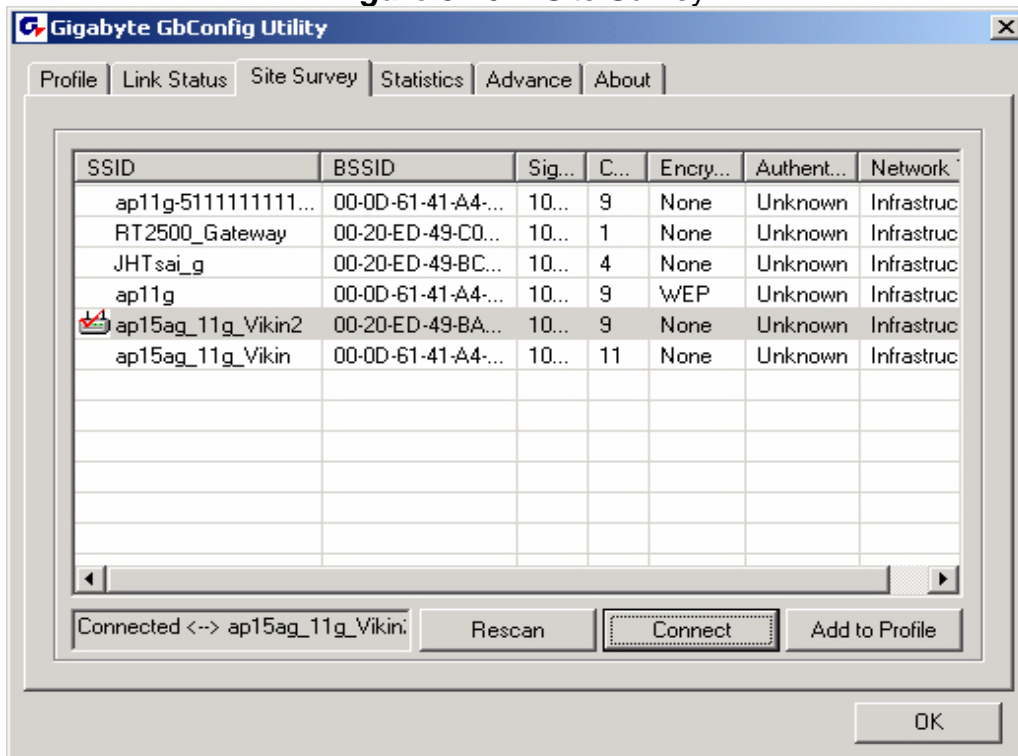 Site Survey
Gigabyte GbConfig Utility
Profile Link Status Site Survey Statistics Advance About
SSID BSSID Sig... C... Encry... Authent... Network
ap11g-5111111111... 00-0D-61-41-A4-... 10... 9 None Unknown Infrastruc
RT2500_Gateway 00-20-ED-49-C0... 10... 1 None Unknown Infrastruc
JHTsai_g 00-20-ED-49-BC... 10... 4 None Unknown Infrastruc
ap11g 00-0D-61-41-A4-... 10... 9 WEP Unknown Infrastruc
ap15ag_11g_Vikin2 00-20-ED-49-BA... 10... 9 None Unknown Infrastruc
ap15ag_11g_Vikin 00-0D-61-41-A4-... 10... 11 None Unknown Infrastruc
Connected <--> ap15ag_11g_Vikin Rescan Connect Add to Profile
OK